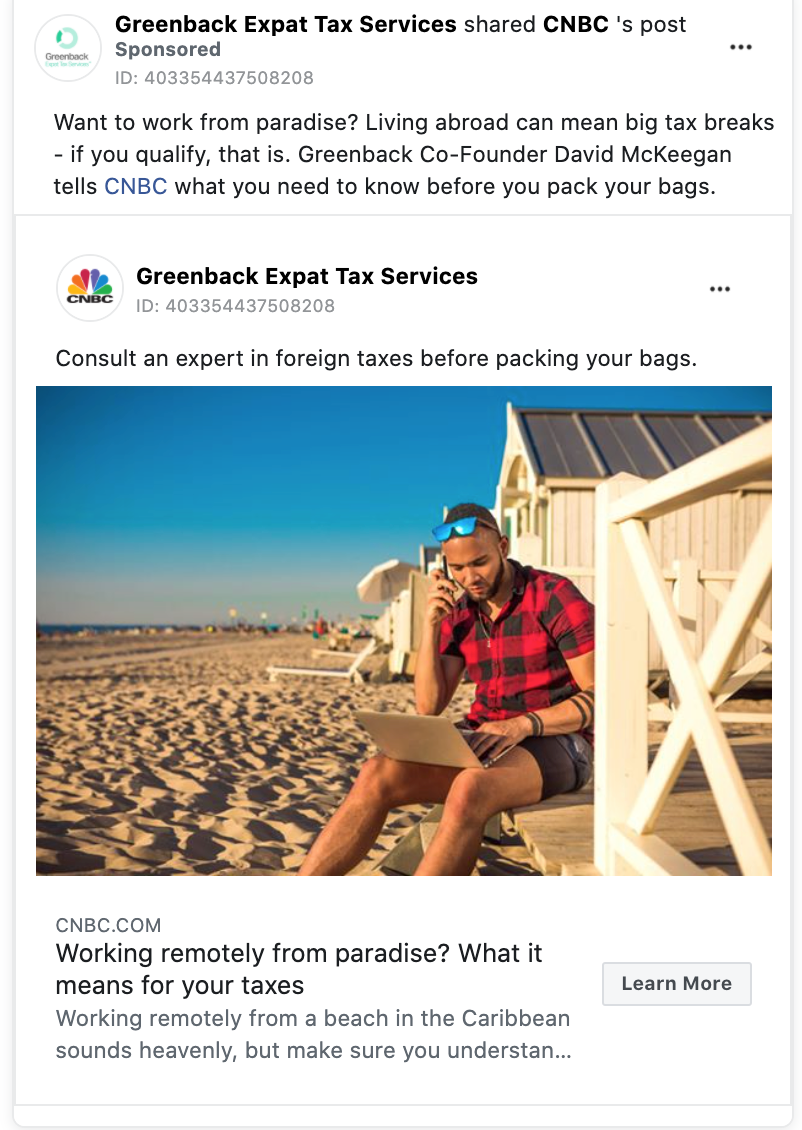 Greenback Expat Tax Services shared CNBC 's post
Sponsored
ID: 403354437508208
Greenback
Expat Tax Services
Want to work from paradise? Living abroad can mean big tax breaks
- if you qualify, that is. Greenback Co-Founder David McKeegan
tells CNBC what you need to know before you pack your bags.
CNBC
Greenback Expat Tax Services
ID: 403354437508208
Consult an expert in foreign taxes before packing your bags.
CNBC.COM
Working remotely from paradise? What it
means for your taxes
Working remotely from a beach in the Caribbean
sounds heavenly, but make sure you understan...
Learn More